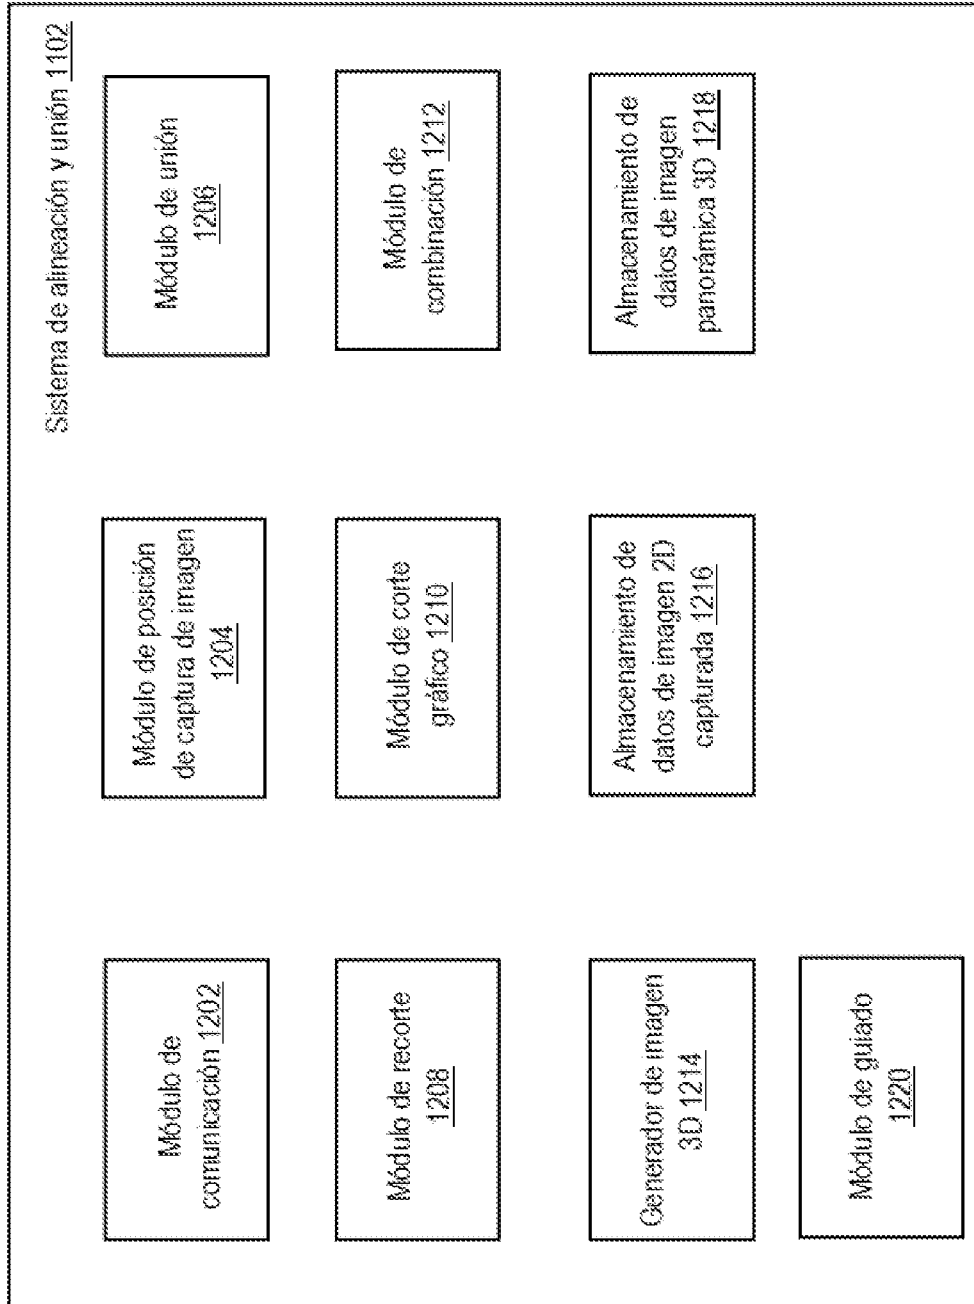 Sistema de alineación y unión 1102
Módulo de
comunicación 1202
Módulo de posición
de captura de imagen
1204
Módulo de unión
1206
Módulo de recorte
1208
Módulo de corte
gráfico 1210
Módulo de
combinación 1212
Generador de imagen
3D 1214
Almacenamiento de
datos de imagen 2D
capturada 1216
Almacenamiento de
datos de imagen
panorámica 3D 1218
Módulo de guiado
1220